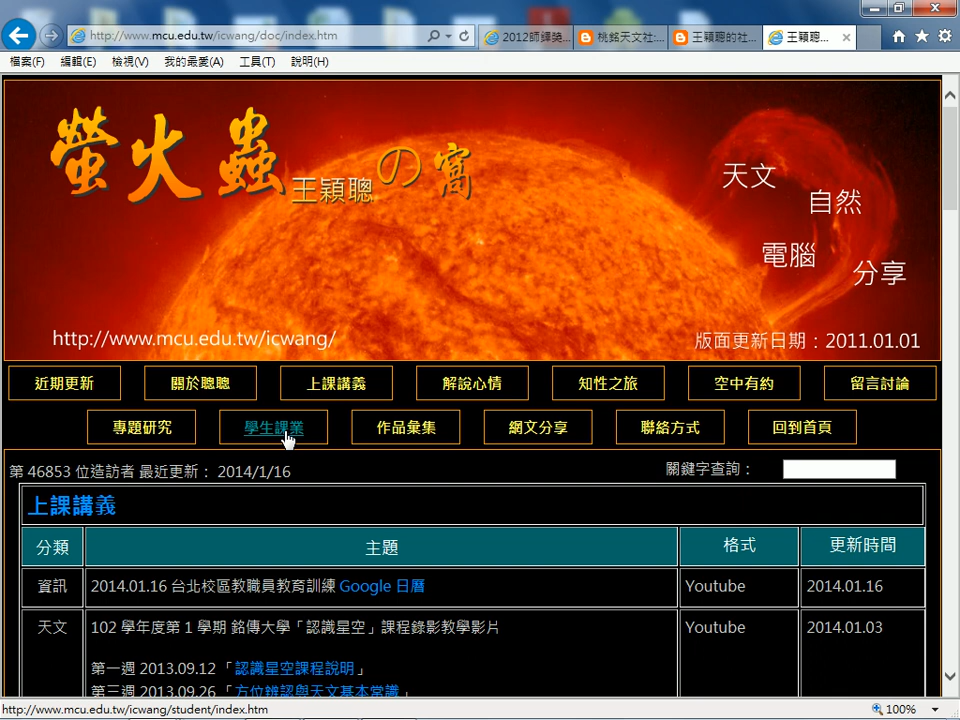 http://www.mcu.edu.tw/icwang/doc/index.htm
2012師鐸獎...
桃銘天文社:...
王穎聰的社...
王穎聰...
檔案(F) 編輯(E) 檢視(V) 我的最愛(A) 工具(T) 說明(H)
螢火蟲
王穎聰
の窩
天文
自然
電腦
分享
http://www.mcu.edu.tw/icwang/
版面更新日期：2011.01.01
近期更新 關於聰聰 上課講義 解說心情 知性之旅 空中有約 留言討論
專題研究 學生課業 作品彙集 網文分享 聯絡方式 回到首頁
第 46853 位造訪者 最近更新： 2014/1/16
關鍵字查詢：
上課講義
分類 主題 格式 更新時間
資訊 2014.01.16 台北校區教職員教育訓練 Google 日曆 Youtube 2014.01.16
天文 102 學年度第 1 學期 銘傳大學「認識星空」課程錄影教學影片 Youtube 2014.01.03
第一週 2013.09.12「認識星空課程說明」
第三週 2013.09.26「方位辨認與天文基本常識」
http://www.mcu.edu.tw/icwang/student/index.htm
100%